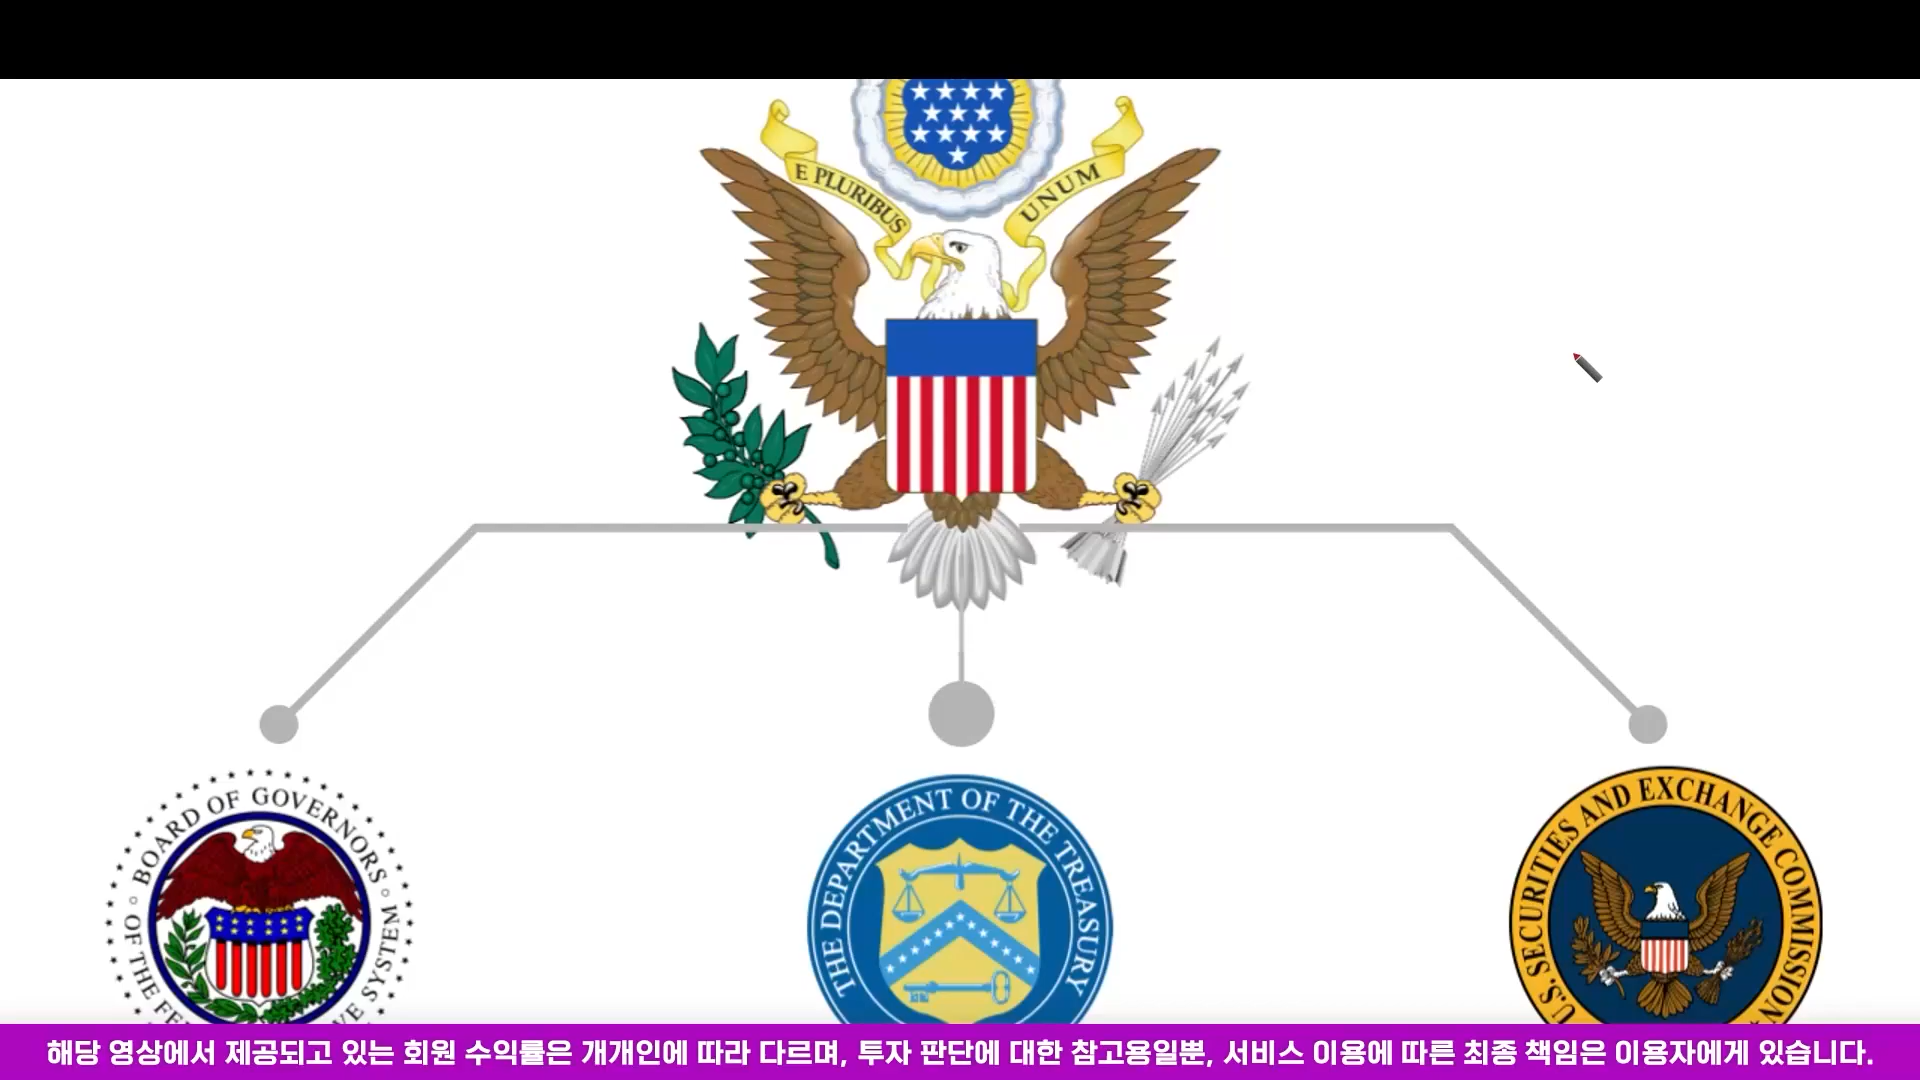 E PLURIBUS UNUM
BOARD OF GOVERNORS
OF THE FE VE SYSTEM
THE DEPARTMENT OF THE TREASURY
U.S. SECURITIES AND EXCHANGE COMMISSION
해당 영상에서 제공되고 있는 회원 수익률은 개개인에 따라 다르며, 투자 판단에 대한 참고용일뿐, 서비스 이용에 따른 최종 책임은 이용자에게 있습니다.